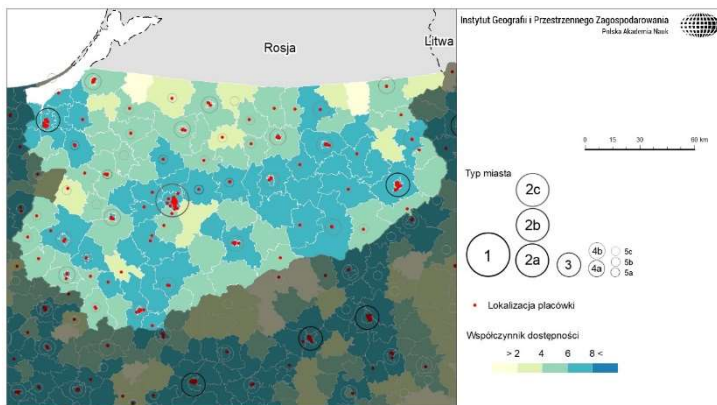 Rosja
Litwa
Instytut Geografii i Przestrzennego Zagospodarowania
Polska Akademia Nauk
0 15 30 60 km
Typ miasta
2c
2b
1 2a 3 4b 4a 5c 5b 5a
Lokalizacja placówki
Współczynnik dostępności
> 2 4 6 8 <